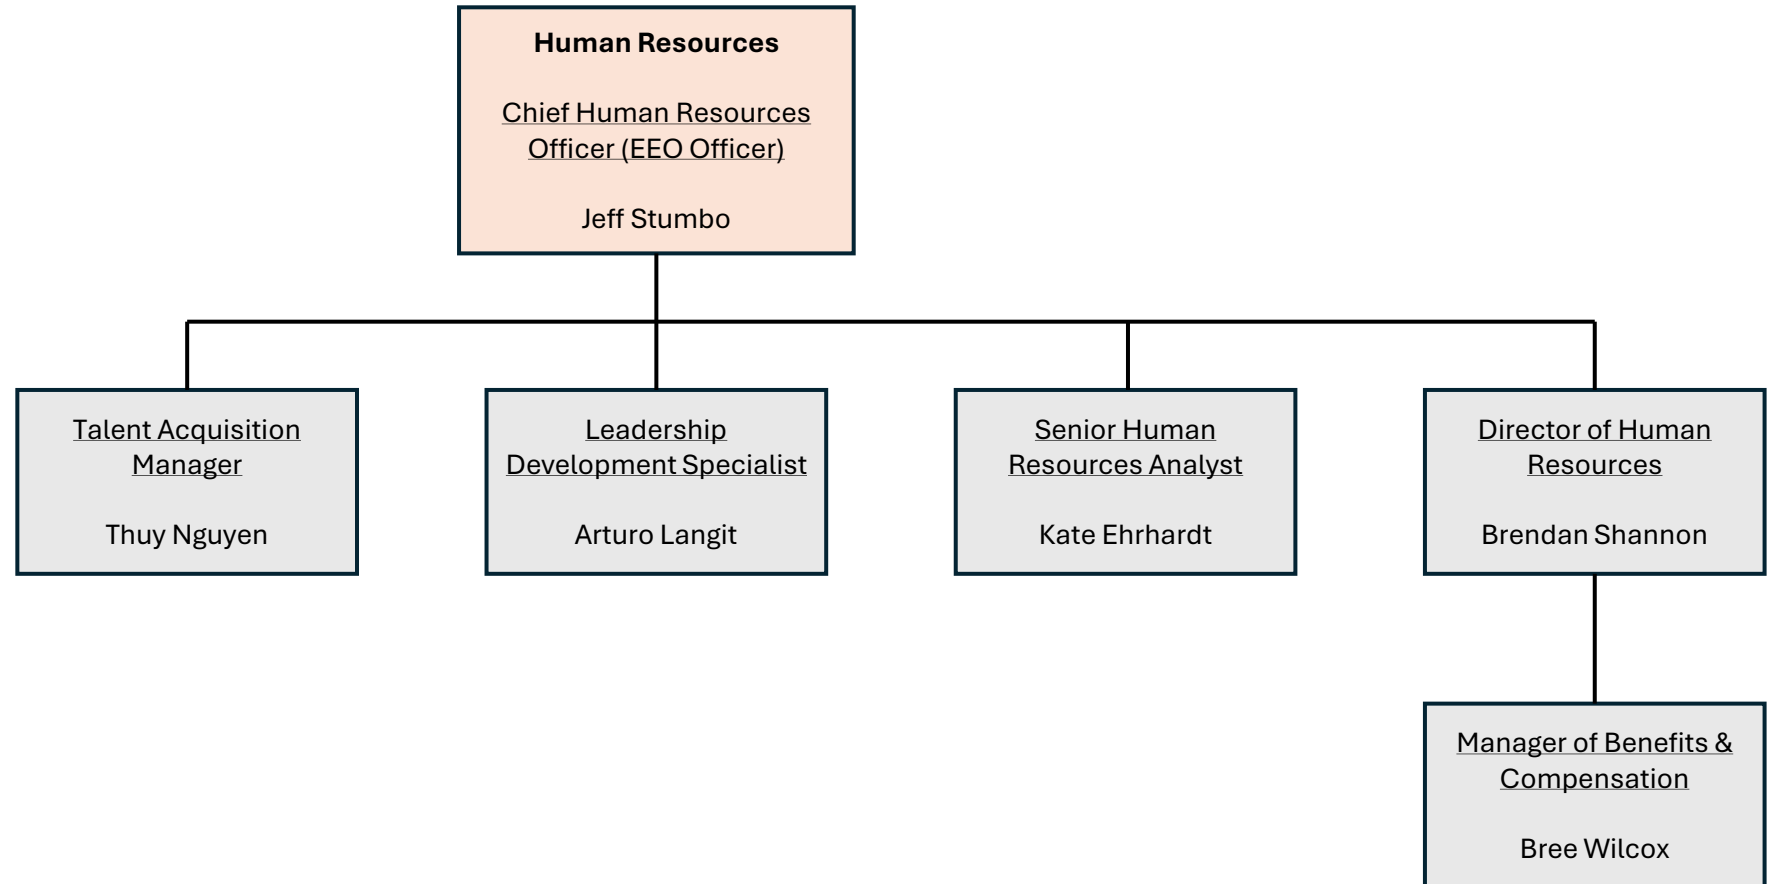 Human Resources
Chief Human Resources
Officer (EEO Officer)
Jeff Stumbo
Talent Acquisition
Manager
Thuy Nguyen
Leadership
Development Specialist
Arturo Langit
Senior Human
Resources Analyst
Kate Ehrhardt
Director of Human
Resources
Brendan Shannon
Manager of Benefits &
Compensation
Bree Wilcox